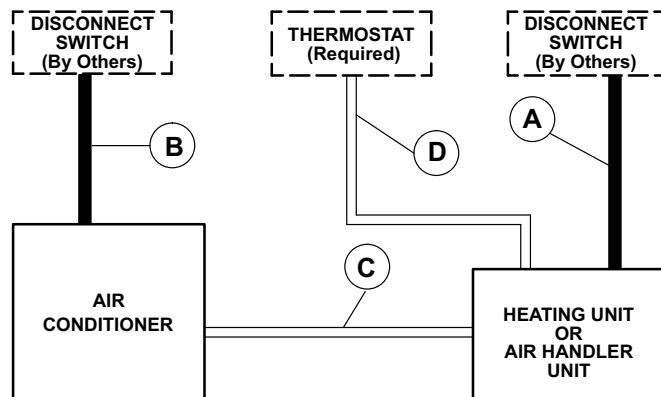 DISCONNECT
SWITCH
(By Others)
THERMOSTAT
(Required)
DISCONNECT
SWITCH
(By Others)
B
D
A
C
AIR
CONDITIONER
HEATING UNIT
OR
AIR HANDLER
UNIT